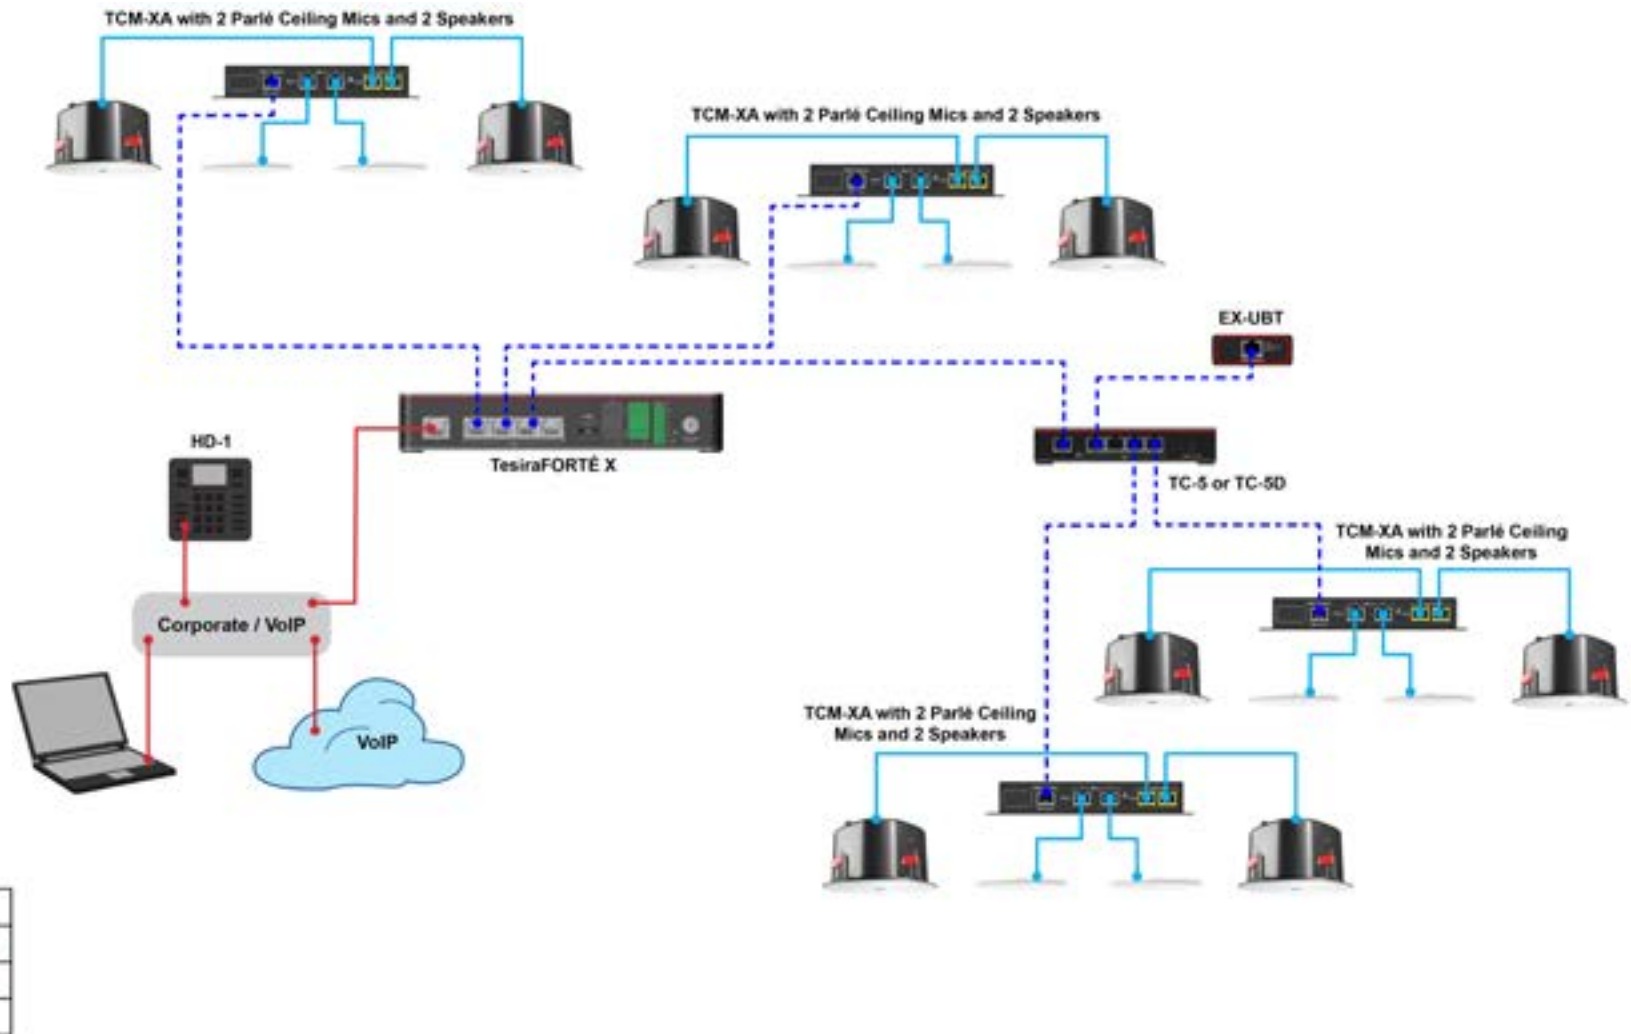 TCM-XA with 2 Parlé Ceiling Mics and 2 Speakers
TCM-XA with 2 Parlé Ceiling Mics and 2 Speakers
EX-UBT
HD-1
TesiraFORTÉ X
TC-5 or TC-5D
TCM-XA with 2 Parlé Ceiling
Mics and 2 Speakers
Corporate / VoIP
VoIP
TCM-XA with 2 Parlé Ceiling
Mics and 2 Speakers